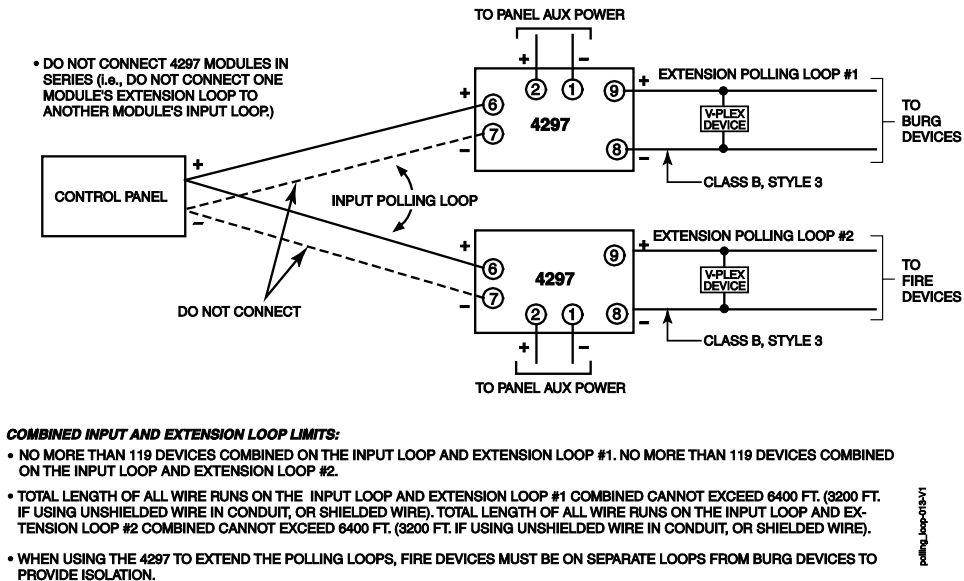 TO PANEL AUX POWER
• DO NOT CONNECT 4297 MODULES IN
SERIES (i.e., DO NOT CONNECT ONE
MODULE'S EXTENSION LOOP TO
ANOTHER MODULE'S INPUT LOOP.)
+ –
2 1
+ 6
7 –
4297
9 +
8 –
EXTENSION POLLING LOOP #1
V-PLEX
DEVICE
TO
BURG
DEVICES
CLASS B, STYLE 3
CONTROL PANEL
+
–
INPUT POLLING LOOP
DO NOT CONNECT
+ 6
7 –
4297
9 +
8 –
2 1
+ –
EXTENSION POLLING LOOP #2
V-PLEX
DEVICE
TO
FIRE
DEVICES
CLASS B, STYLE 3
TO PANEL AUX POWER
COMBINED INPUT AND EXTENSION LOOP LIMITS:
• NO MORE THAN 119 DEVICES COMBINED ON THE INPUT LOOP AND EXTENSION LOOP #1. NO MORE THAN 119 DEVICES COMBINED
ON THE INPUT LOOP AND EXTENSION LOOP #2.
• TOTAL LENGTH OF ALL WIRE RUNS ON THE INPUT LOOP AND EXTENSION LOOP #1 COMBINED CANNOT EXCEED 6400 FT. (3200 FT.
IF USING UNSHIELDED WIRE IN CONDUIT, OR SHIELDED WIRE). TOTAL LENGTH OF ALL WIRE RUNS ON THE INPUT LOOP AND EX-
TENSION LOOP #2 COMBINED CANNOT EXCEED 6400 FT. (3200 FT. IF USING UNSHIELDED WIRE IN CONDUIT, OR SHIELDED WIRE).
• WHEN USING THE 4297 TO EXTEND THE POLLING LOOPS, FIRE DEVICES MUST BE ON SEPARATE LOOPS FROM BURG DEVICES TO
PROVIDE ISOLATION.
polling_loop-013-V1